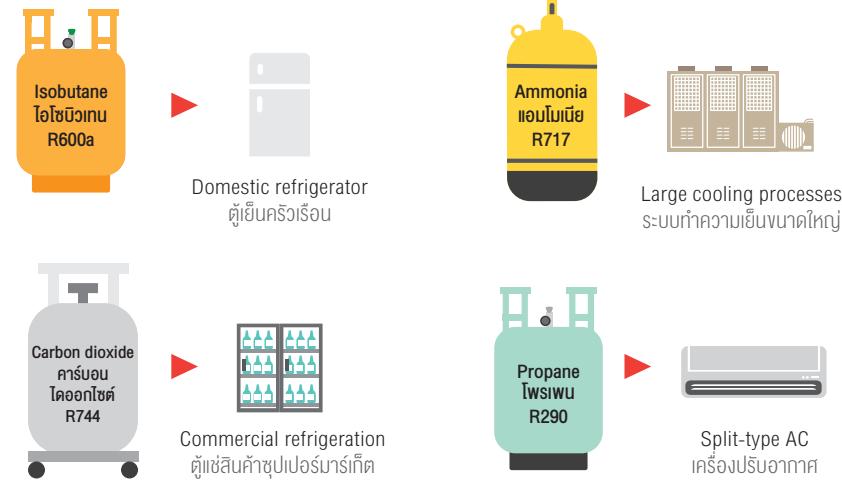 Isobutane
ไอโซบิวเทน
R600a
Domestic refrigerator
ตู้เย็นครัวเรือน
Ammonia
แอมโมเนีย
R717
Large cooling processes
ระบบทำความเย็นขนาดใหญ่
Carbon dioxide
คาร์บอน
ไดออกไซต์
R744
Commercial refrigeration
ตู้แช่สินค้าซุปเปอร์มาร์เก็ต
Propane
โพรเพน
R290
Split-type AC
เครื่องปรับอากาศ